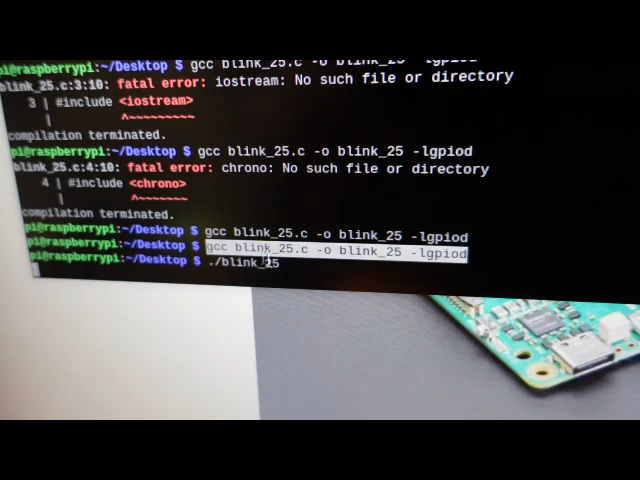 pi@raspberrypi:~/Desktop $ gcc blink_25.c -o blink_25 -lgpiod
blink_25.c:3:10: fatal error: iostream: No such file or directory
3 | #include <iostream>
| ^~~~~~~~~~
compilation terminated.
pi@raspberrypi:~/Desktop $ gcc blink_25.c -o blink_25 -lgpiod
blink_25.c:4:10: fatal error: chrono: No such file or directory
4 | #include <chrono>
| ^~~~~~~~
compilation terminated.
pi@raspberrypi:~/Desktop $ gcc blink_25.c -o blink_25 -lgpiod
pi@raspberrypi:~/Desktop $ gcc blink_25.c -o blink_25 -lgpiod
pi@raspberrypi:~/Desktop $ ./blink_25